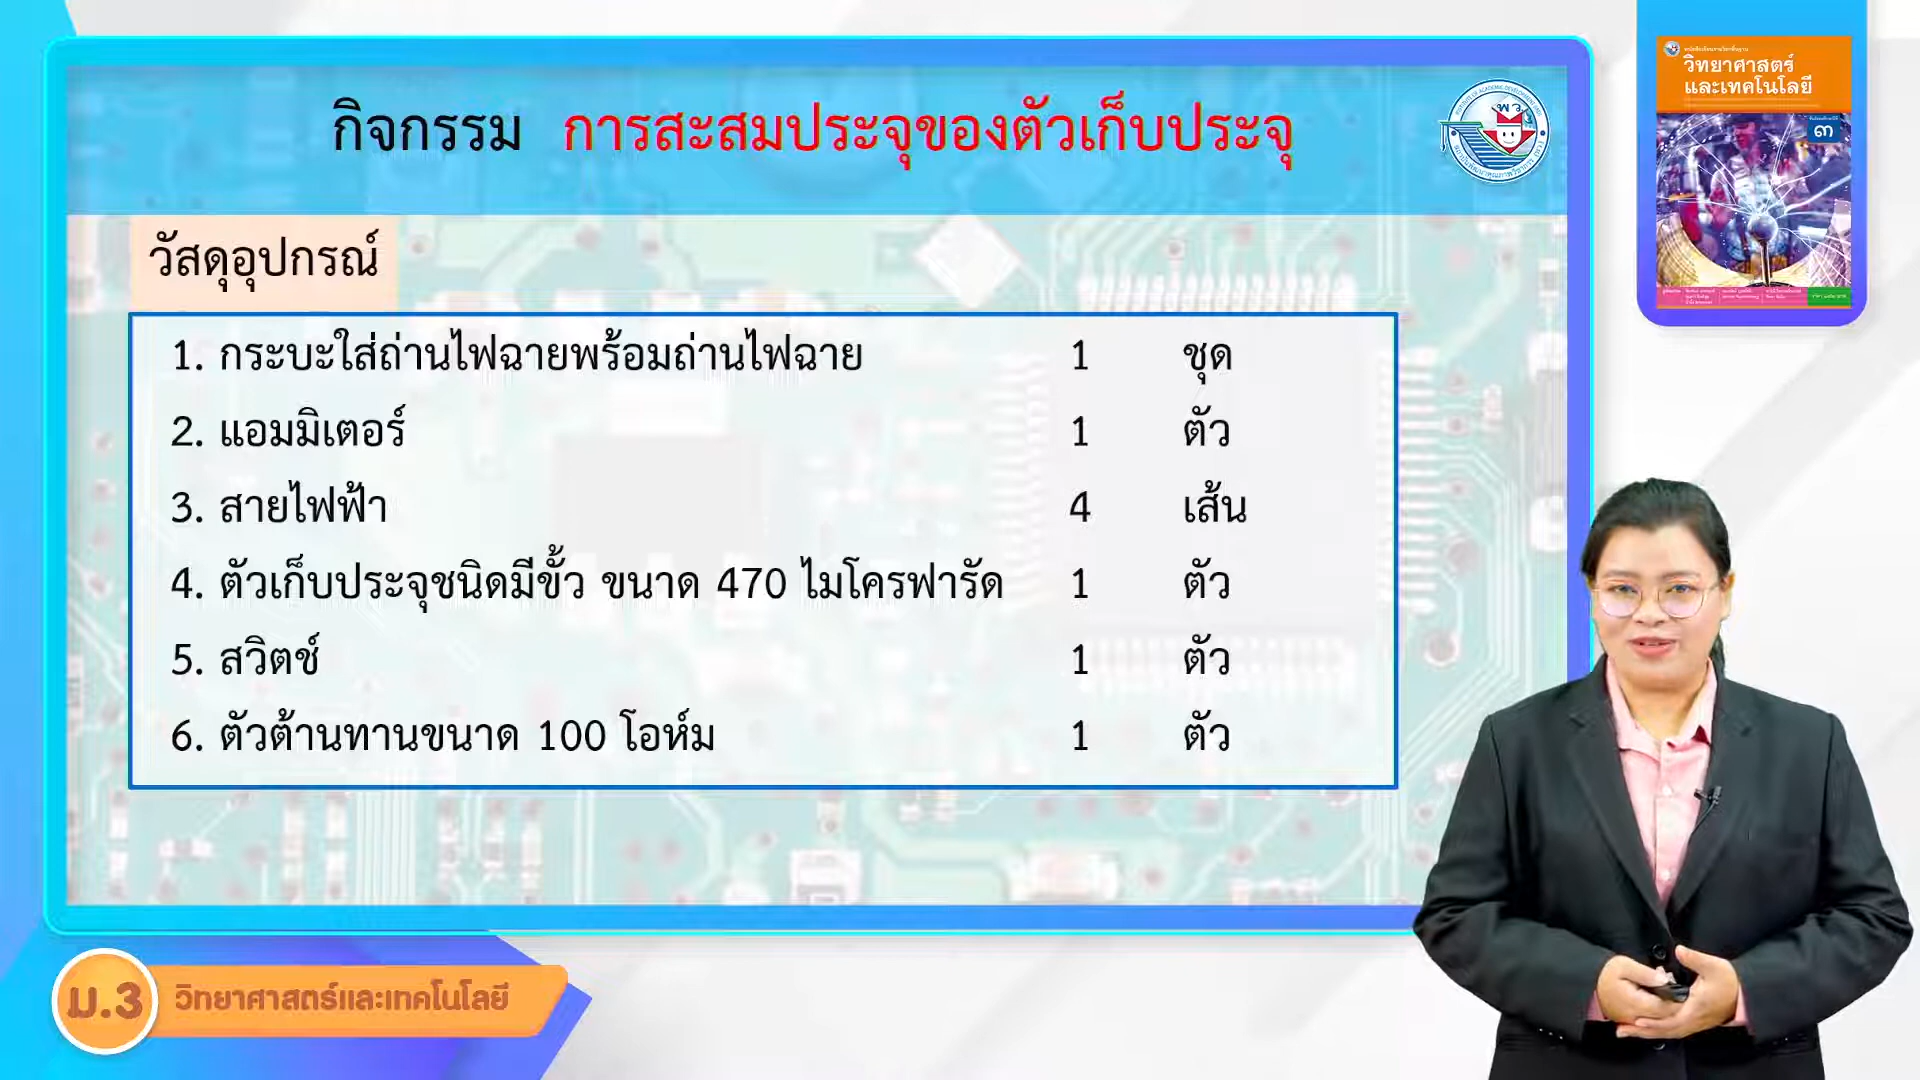 กิจกรรม การสะสมประจุของตัวเก็บประจุ
วัสดุอุปกรณ์
1. กระบะใส่ถ่านไฟฉายพร้อมถ่านไฟฉาย 1 ชุด
2. แอมมิเตอร์ 1 ตัว
3. สายไฟฟ้า 4 เส้น
4. ตัวเก็บประจุชนิดมีขั้ว ขนาด 470 ไมโครฟารัด 1 ตัว
5. สวิตช์ 1 ตัว
6. ตัวต้านทานขนาด 100 โอห์ม 1 ตัว
พว.
วิทยาศาสตร์
และเทคโนโลยี
๓
ม.3 วิทยาศาสตร์และเทคโนโลยี